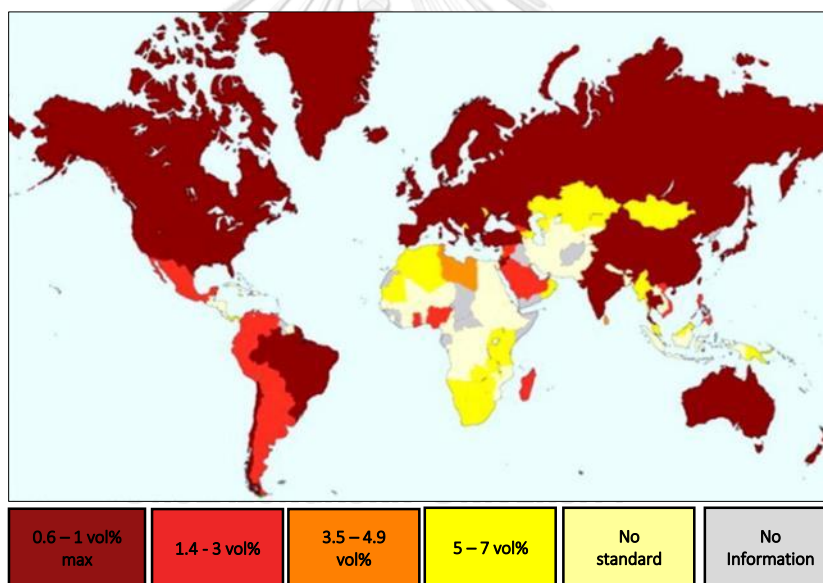 0.6 – 1 vol%
max
1.4 - 3 vol%
3.5 – 4.9
vol%
5 – 7 vol%
No
standard
No
Information